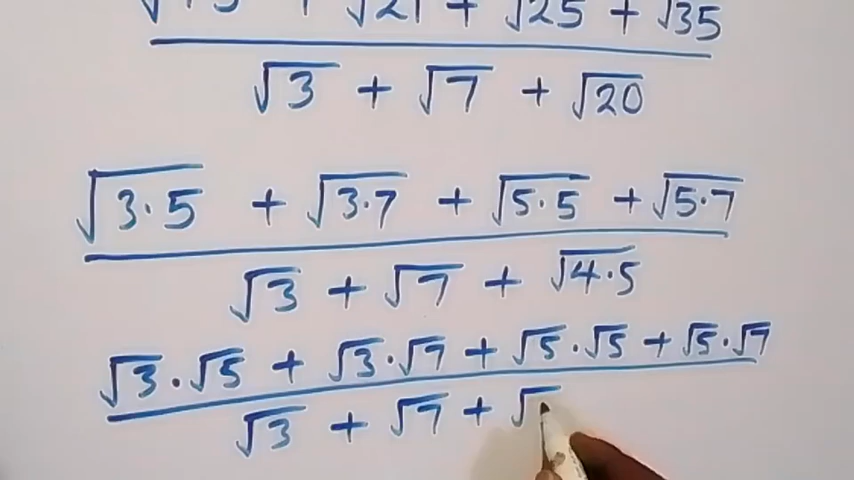 √15 + √21 + √25 + √35
√3 + √7 + √20
√3·5 + √3·7 + √5·5 + √5·7
√3 + √7 + √4·5
√3·√5 + √3·√7 + √5·√5 + √5·√7
√3 + √7 + √